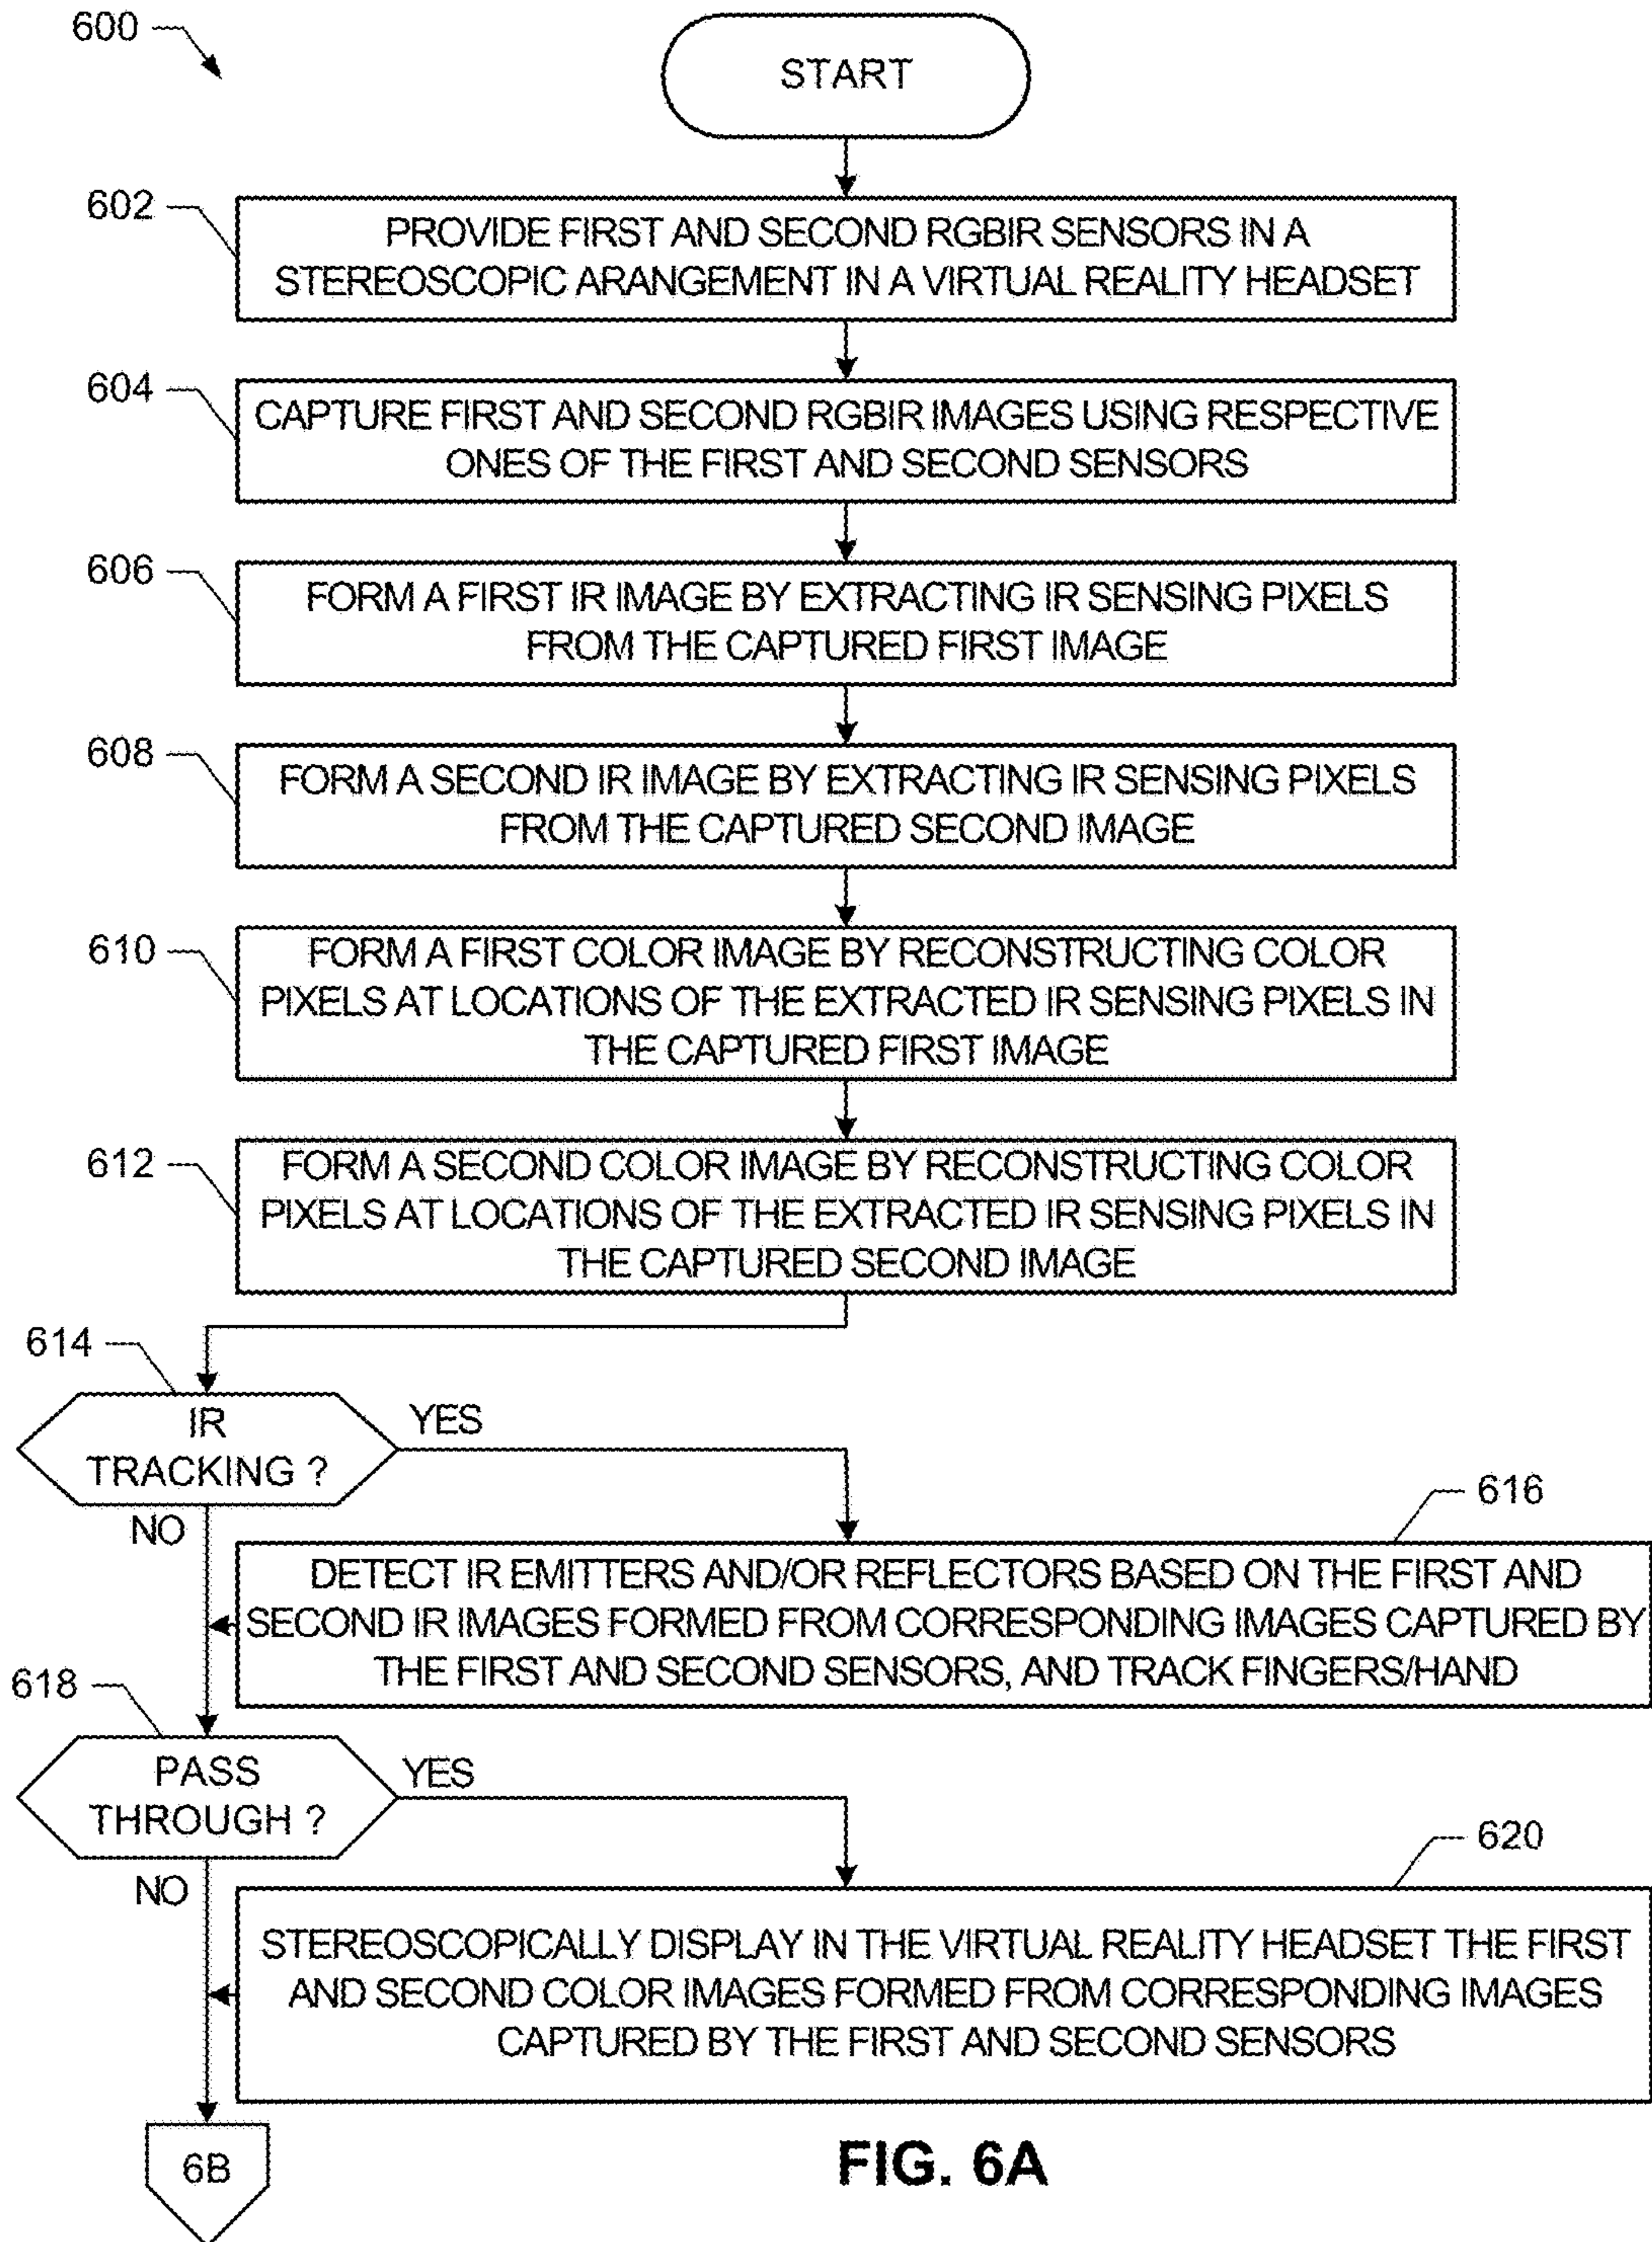 600
START
602
PROVIDE FIRST AND SECOND RGBIR SENSORS IN A
STEREOSCOPIC ARANGEMENT IN A VIRTUAL REALITY HEADSET
604
CAPTURE FIRST AND SECOND RGBIR IMAGES USING RESPECTIVE
ONES OF THE FIRST AND SECOND SENSORS
606
FORM A FIRST IR IMAGE BY EXTRACTING IR SENSING PIXELS
FROM THE CAPTURED FIRST IMAGE
608
FORM A SECOND IR IMAGE BY EXTRACTING IR SENSING PIXELS
FROM THE CAPTURED SECOND IMAGE
610
FORM A FIRST COLOR IMAGE BY RECONSTRUCTING COLOR
PIXELS AT LOCATIONS OF THE EXTRACTED IR SENSING PIXELS IN
THE CAPTURED FIRST IMAGE
612
FORM A SECOND COLOR IMAGE BY RECONSTRUCTING COLOR
PIXELS AT LOCATIONS OF THE EXTRACTED IR SENSING PIXELS IN
THE CAPTURED SECOND IMAGE
614
IR
TRACKING ?
YES
NO
616
DETECT IR EMITTERS AND/OR REFLECTORS BASED ON THE FIRST AND
SECOND IR IMAGES FORMED FROM CORRESPONDING IMAGES CAPTURED BY
THE FIRST AND SECOND SENSORS, AND TRACK FINGERS/HAND
618
PASS
THROUGH ?
YES
NO
620
STEREOSCOPICALLY DISPLAY IN THE VIRTUAL REALITY HEADSET THE FIRST
AND SECOND COLOR IMAGES FORMED FROM CORRESPONDING IMAGES
CAPTURED BY THE FIRST AND SECOND SENSORS
6B
FIG. 6A